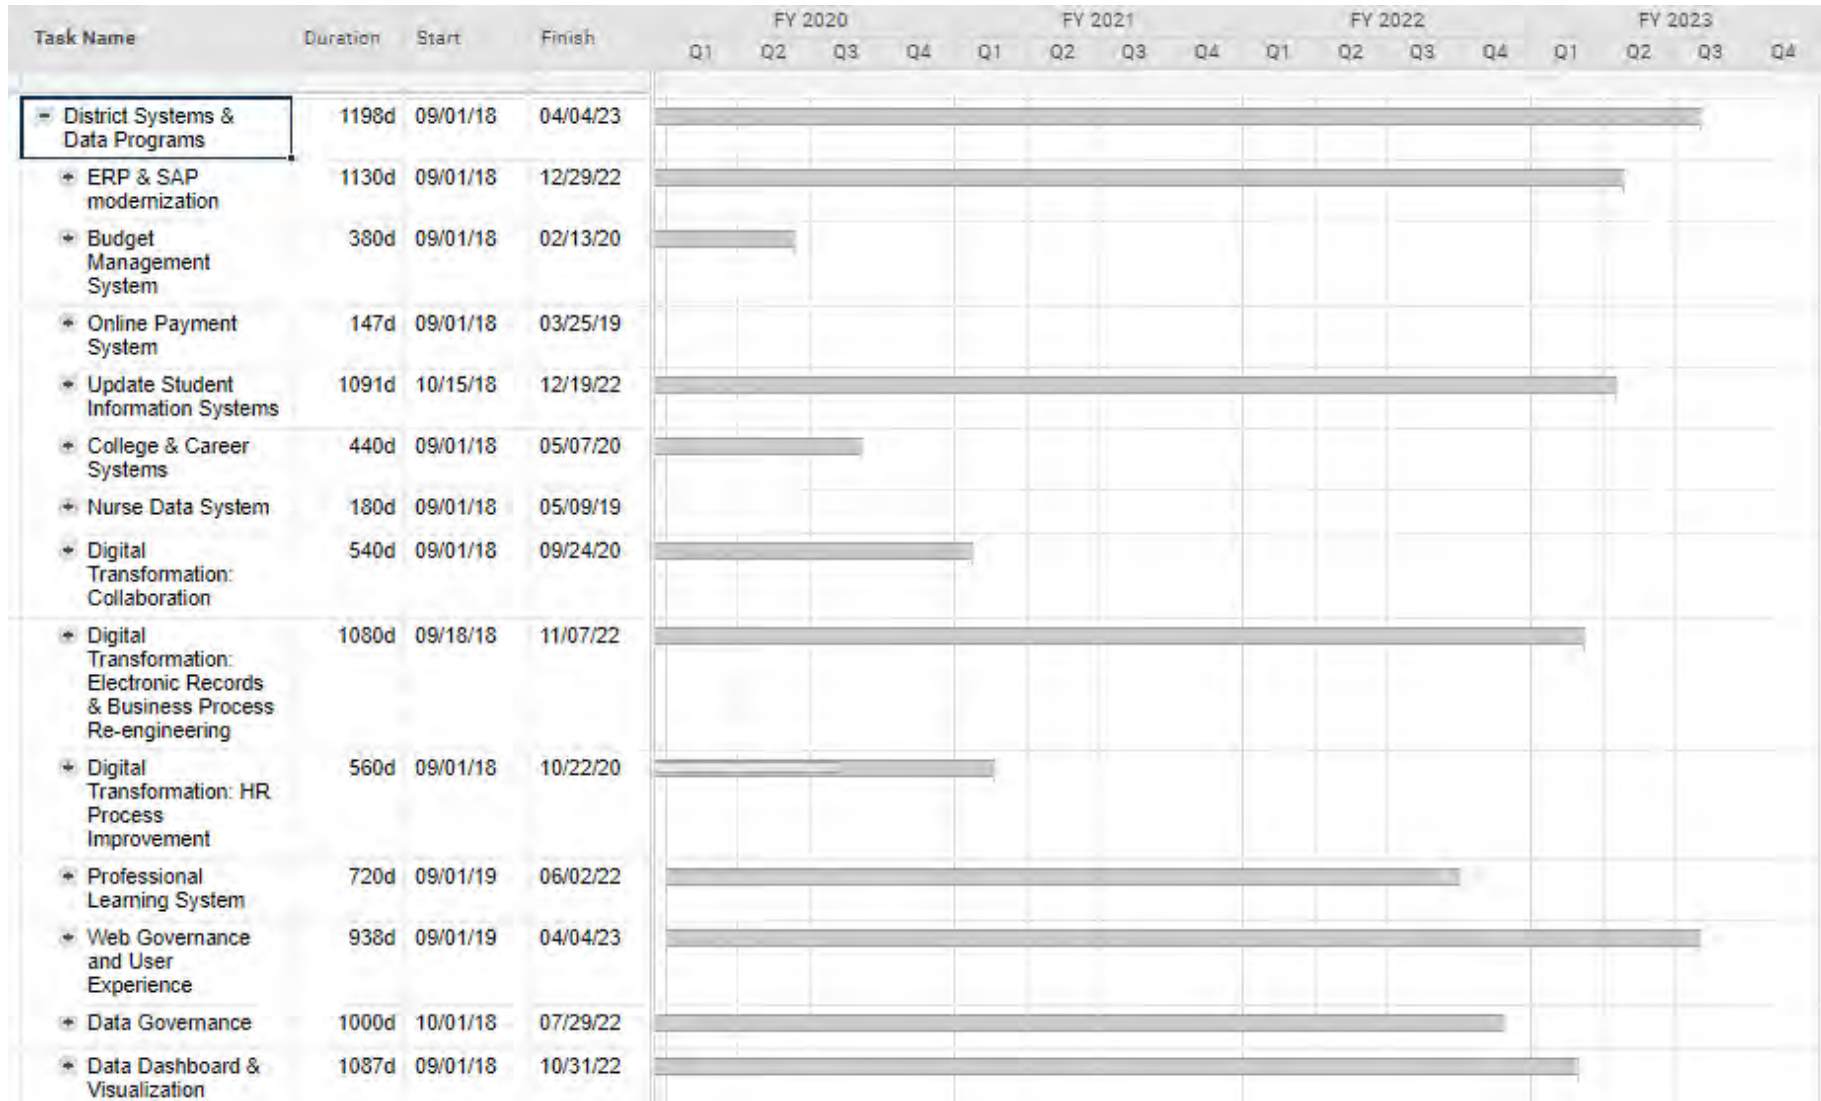 FY 2020 FY 2021 FY 2022 FY 2023
Task Name Duration Start Finish
Q1 Q2 Q3 Q4 Q1 Q2 Q3 Q4 Q1 Q2 Q3 Q4 Q1 Q2 Q3 Q4
District Systems & 1198d 09/01/18 04/04/23
Data Programs
ERP & SAP 1130d 09/01/18 12/29/22
modernization
Budget 380d 09/01/18 02/13/20
Management
System
Online Payment 147d 09/01/18 03/25/19
System
Update Student 1091d 10/15/18 12/19/22
Information Systems
College & Career 440d 09/01/18 05/07/20
Systems
Nurse Data System 180d 09/01/18 05/09/19
Digital 540d 09/01/18 09/24/20
Transformation:
Collaboration
Digital 1080d 09/18/18 11/07/22
Transformation:
Electronic Records
& Business Process
Re-engineering
Digital 560d 09/01/18 10/22/20
Transformation: HR
Process
Improvement
Professional 720d 09/01/19 06/02/22
Learning System
Web Governance 938d 09/01/19 04/04/23
and User
Experience
Data Governance 1000d 10/01/18 07/29/22
Data Dashboard & 1087d 09/01/18 10/31/22
Visualization